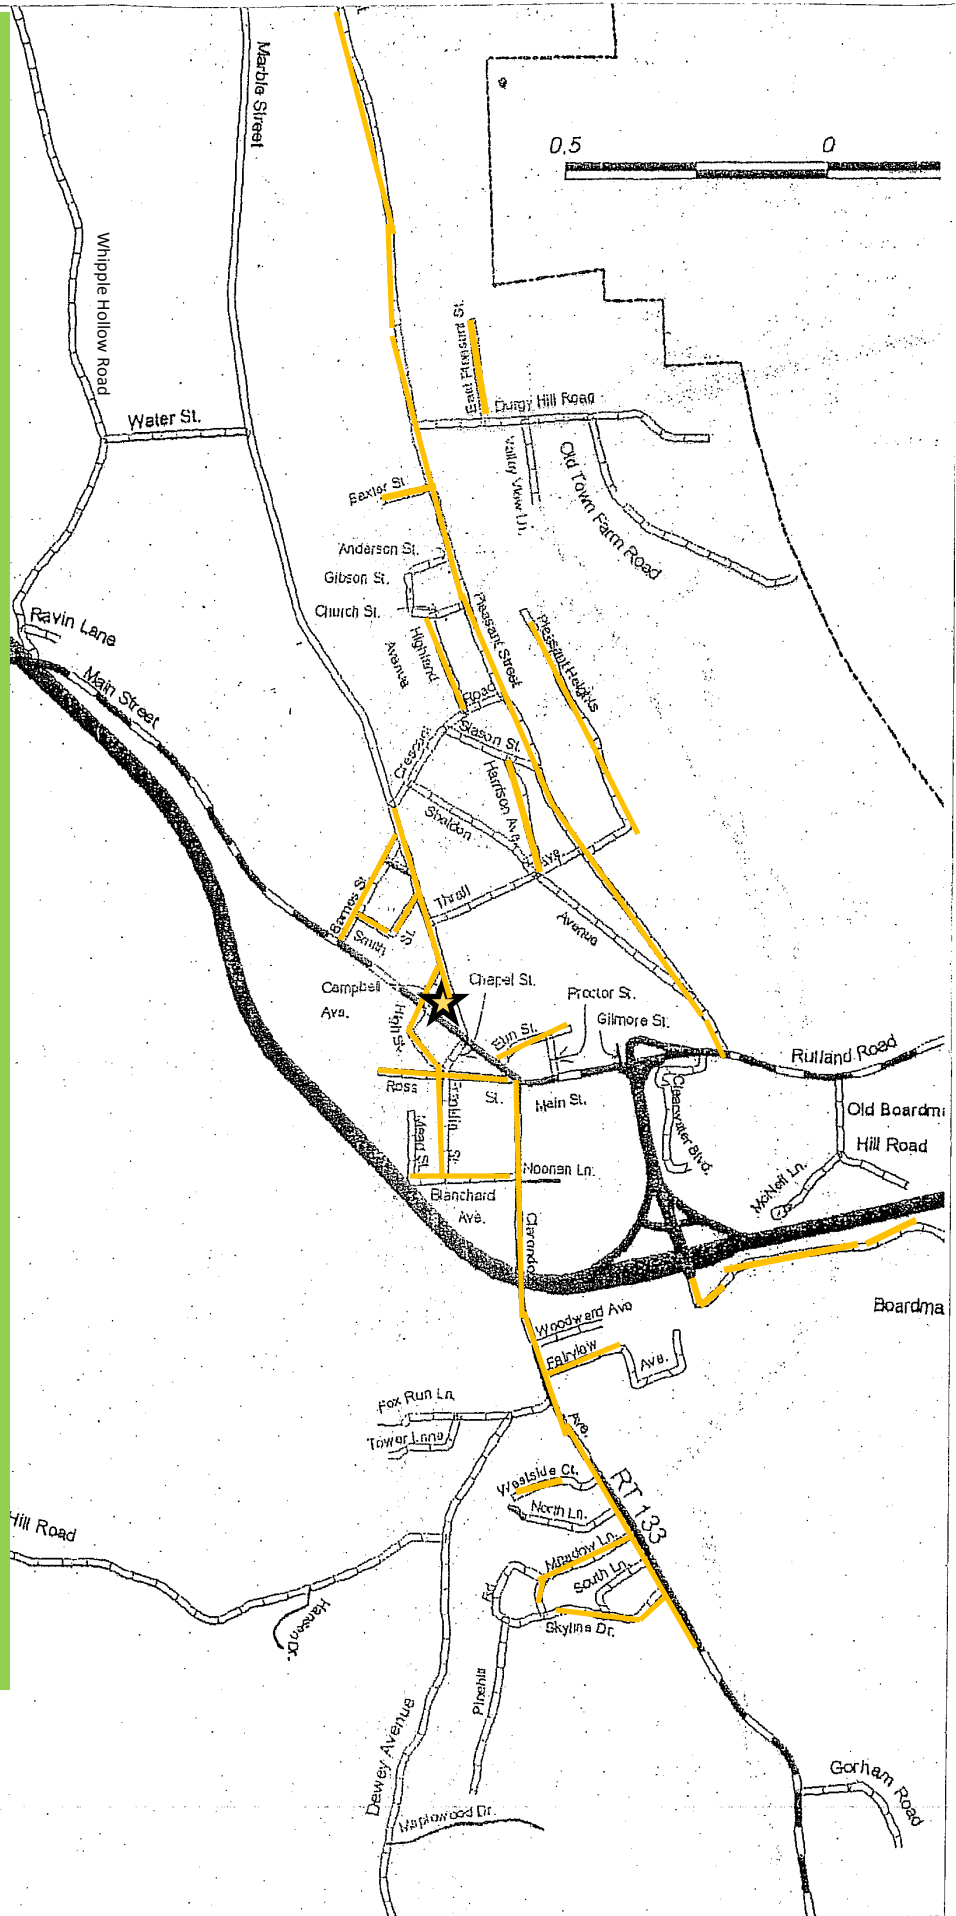 Marble Street
0.5
0
Whipple Hollow Road
East Pleasant St.
Durgy Hill Road
Water St.
Valley View Ln.
Old Town Farm Road
Baxter St.
Anderson St.
Gibson St.
Church St.
Ravin Lane
Highland
Avenue
Pleasant Street
Pleasant Heights
Main Street
Road
Slason St.
Crescent
Harrison Ave.
Sheldon
Ave.
Barnes St.
Thrall
South
St.
Avenue
Campbell
Ave.
Chapel St.
Proctor St.
High St.
Elm St.
Gilmore St.
Rutland Road
Ross
St.
Main St.
Franklin
St.
Clearwater Blvd.
Old Boardm
Hill Road
Mead St.
Noonan Ln.
McNeil Ln.
Blanchard
Ave.
Clarendon
Boardma
Woodward Ave
Fairylow
Ave.
Fox Run Ln.
Tower Lane
Ave.
Westside Ct.
RT 133
North Ln.
Hill Road
Meadow Ln.
South Ln.
Rd
Skyline Dr.
Hanson Dr.
Pinehill
Dewey Avenue
Gorham Road
Maplewood Dr.